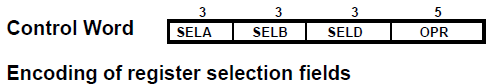 3 3 3 5
Control Word SELA SELB SELD OPR
Encoding of register selection fields